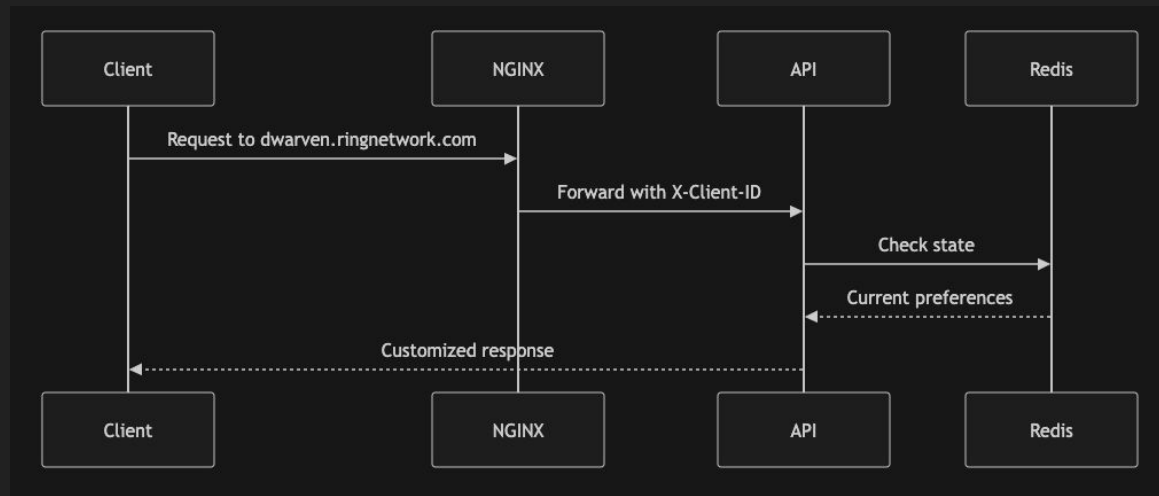 Client
NGINX
API
Redis
Request to dwarven.ringnetwork.com
Forward with X-Client-ID
Check state
Current preferences
Customized response
Client
NGINX
API
Redis